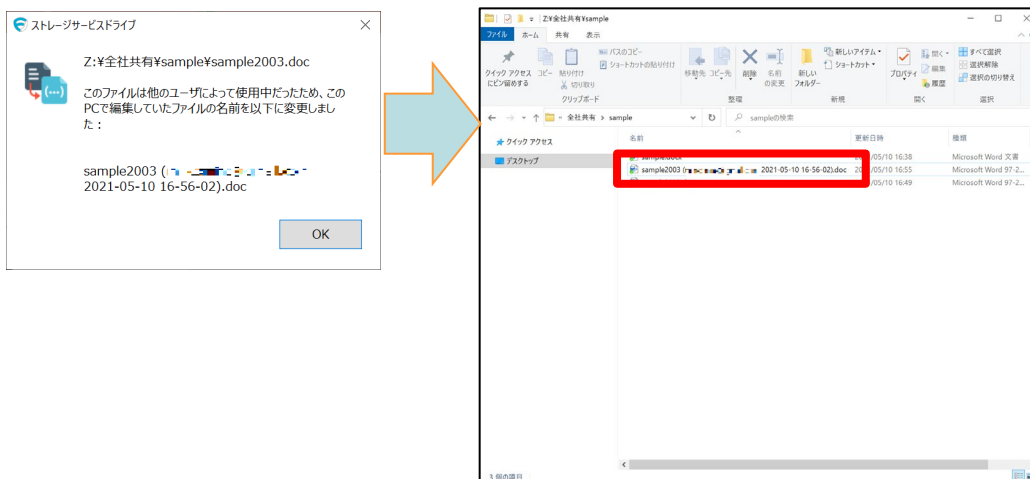 ストレージサービスドライブ
Z:¥全社共有¥sample¥sample2003.doc
このファイルは他のユーザによって使用中だったため、この
PCで編集していたファイルの名前を以下に変更しまし
た:
sample2003 (
2021-05-10 16-56-02).doc
OK
Z:¥全社共有¥sample
ファイル ホーム 共有 表示
クイック アクセス
にピン留めする
コピー
貼り付け
パスのコピー
ショートカットの貼り付け
切り取り
クリップボード
移動先 コピー先 削除 名前
の変更
整理
新しい
フォルダー
新しいアイテム
ショートカット
新規
プロパティ
開く
編集
履歴
開く
すべて選択
選択解除
選択の切り替え
選択
全社共有 › sample
sampleの検索
クイック アクセス
デスクトップ
名前 更新日時 種類
sample.docx /05/10 16:38 Microsoft Word 文書
sample2003 ( 2021-05-10 16-56-02).doc /05/10 16:55 Microsoft Word 97-2...
/05/10 16:49 Microsoft Word 97-2...
3 個の項目